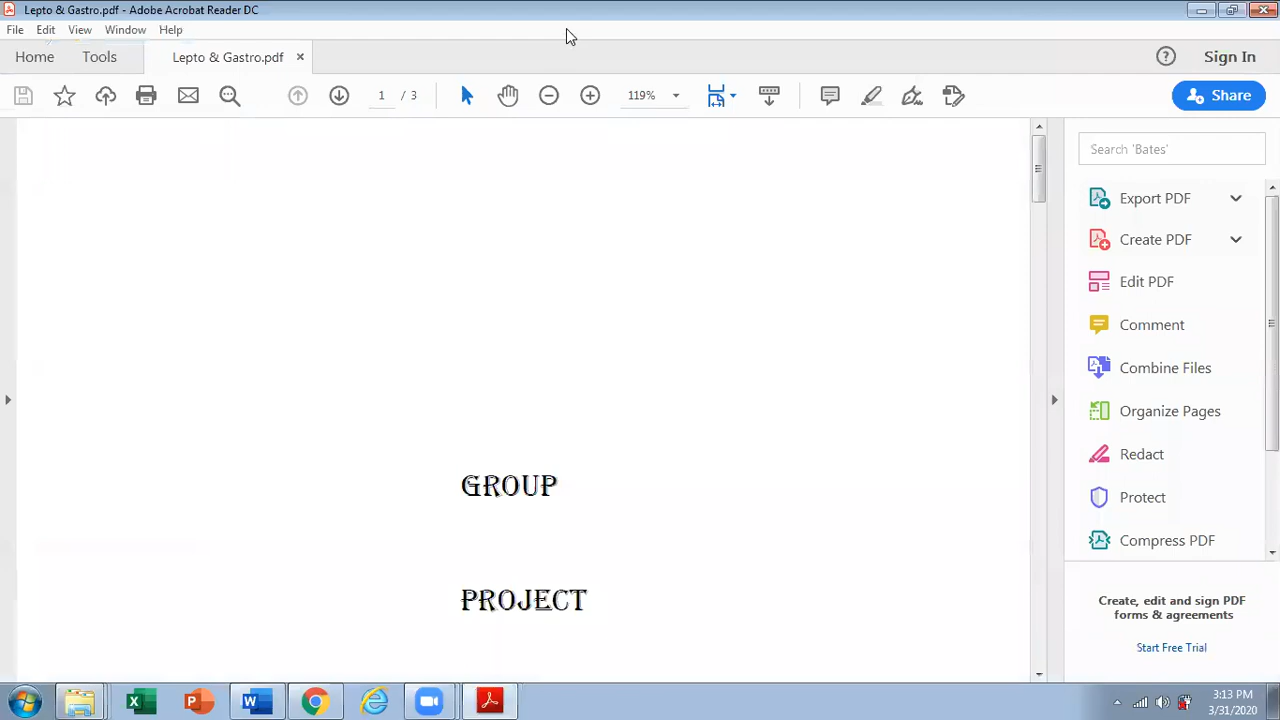 Lepto & Gastro.pdf - Adobe Acrobat Reader DC
File Edit View Window Help
Home Tools Lepto & Gastro.pdf × Sign In
1 / 3 119% Share
Search 'Bates'
Export PDF
Create PDF
Edit PDF
Comment
Combine Files
Organize Pages
Redact
Protect
Compress PDF
GROUP
PROJECT
Create, edit and sign PDF
forms & agreements
Start Free Trial
3:13 PM
3/31/2020